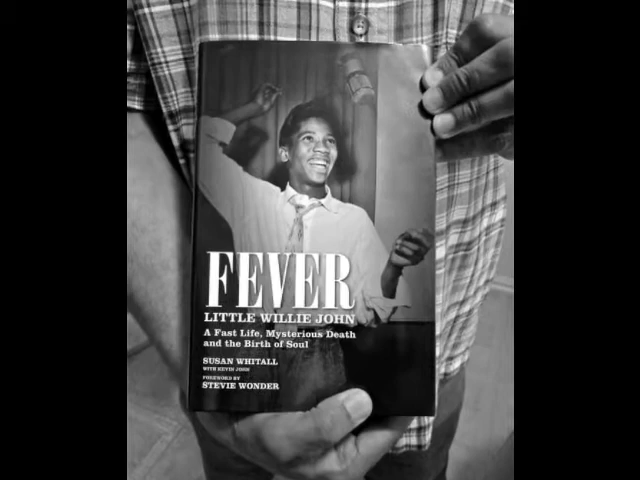 FEVER
LITTLE WILLIE JOHN
A Fast Life, Mysterious Death
and the Birth of Soul
SUSAN WHITALL
WITH KEVIN JOHN
FOREWORD BY
STEVIE WONDER